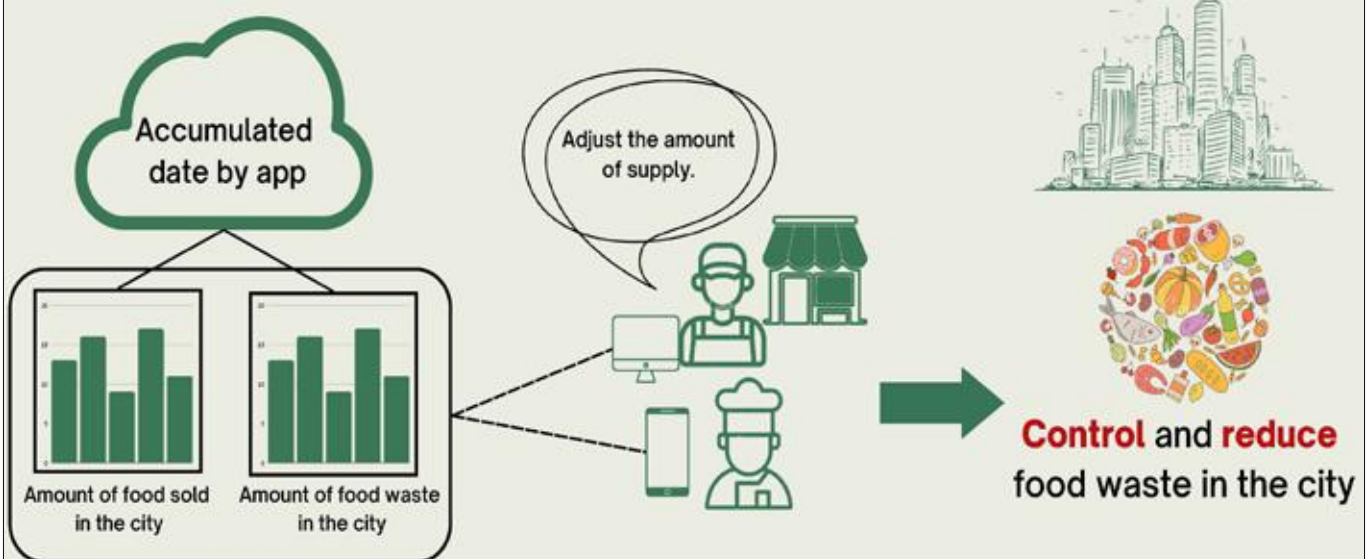 Accumulated
date by app
Adjust the amount
of supply.
Amount of food sold
in the city
Amount of food waste
in the city
Control and reduce
food waste in the city